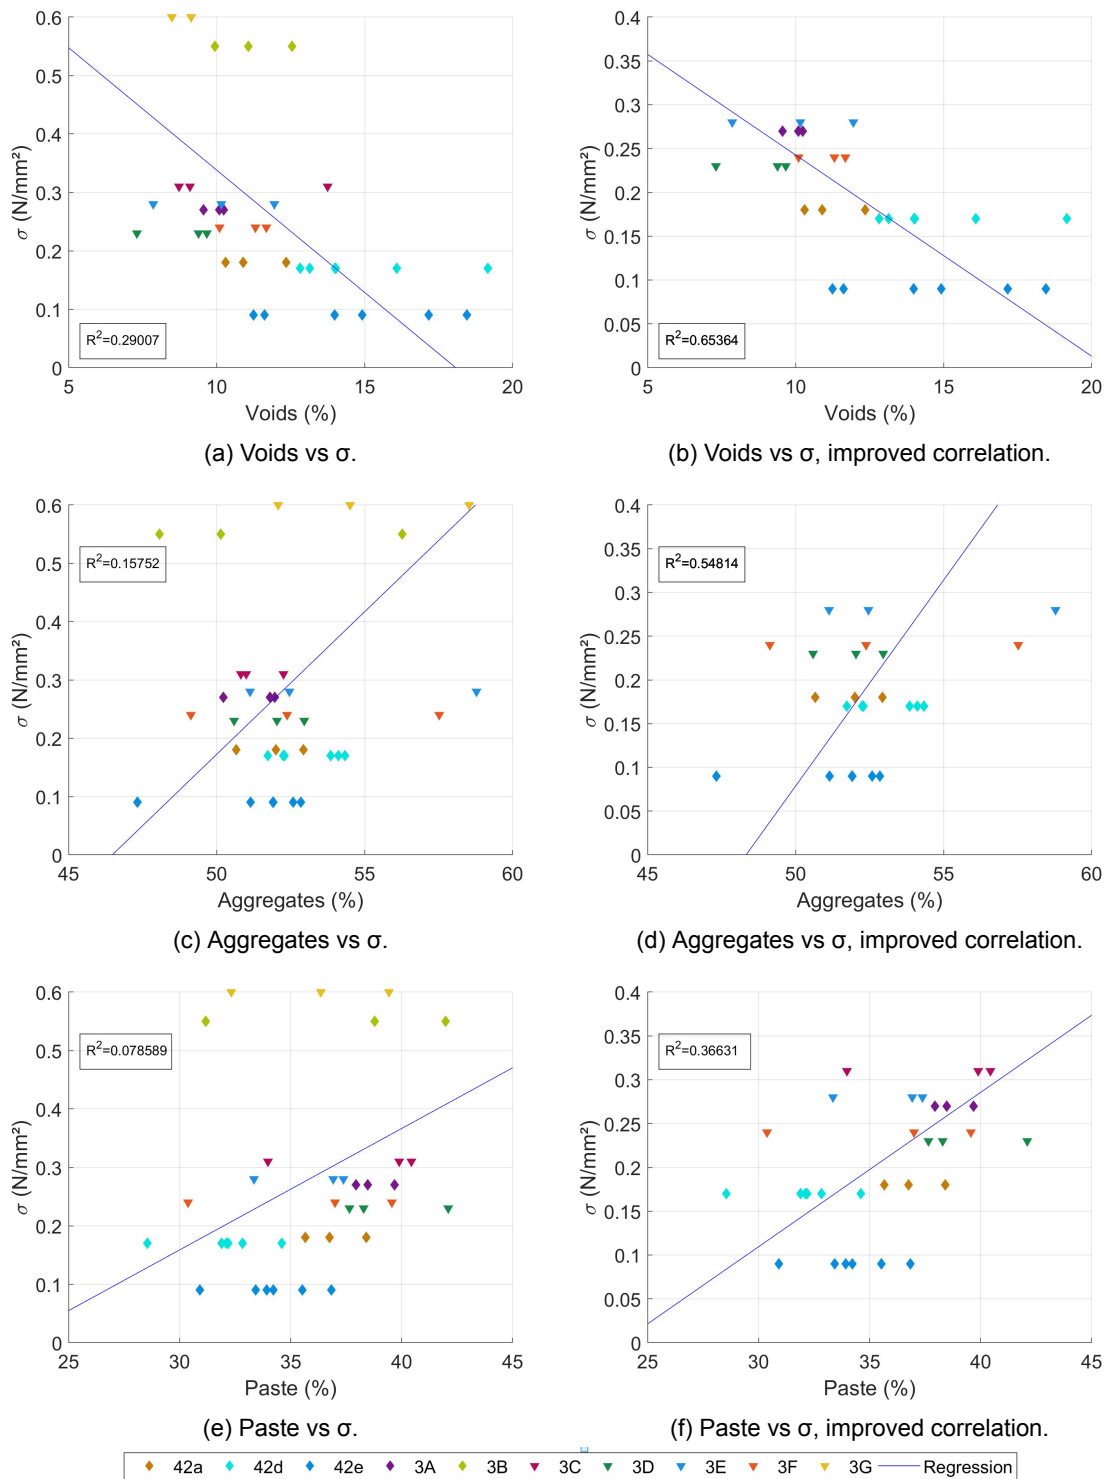 0.6
0.5
0.4
0.3
0.2
0.1
0
σ (N/mm²)
R²=0.29007
5 10 15 20
Voids (%)
(a) Voids vs σ.
0.4
0.35
0.3
0.25
0.2
0.15
0.1
0.05
0
σ (N/mm²)
R²=0.65364
5 10 15 20
Voids (%)
(b) Voids vs σ, improved correlation.
0.6
0.5
0.4
0.3
0.2
0.1
0
σ (N/mm²)
R²=0.15752
45 50 55 60
Aggregates (%)
(c) Aggregates vs σ.
0.4
0.35
0.3
0.25
0.2
0.15
0.1
0.05
0
σ (N/mm²)
R²=0.54814
45 50 55 60
Aggregates (%)
(d) Aggregates vs σ, improved correlation.
0.6
0.5
0.4
0.3
0.2
0.1
0
σ (N/mm²)
R²=0.078589
25 30 35 40 45
Paste (%)
(e) Paste vs σ.
0.4
0.35
0.3
0.25
0.2
0.15
0.1
0.05
0
σ (N/mm²)
R²=0.36631
25 30 35 40 45
Paste (%)
(f) Paste vs σ, improved correlation.
42a 42d 42e 3A 3B 3C 3D 3E 3F 3G Regression